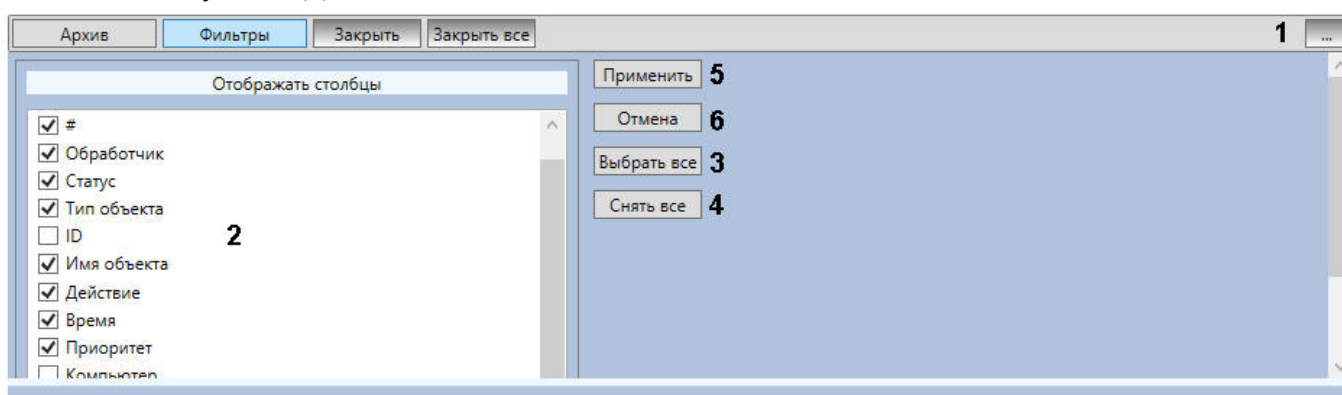 Архив Фильтры Закрыть Закрыть все 1 ...
Отображать столбцы
Применить 5
Отмена 6
Выбрать все 3
Снять все 4
#
Обработчик
Статус
Тип объекта
ID 2
Имя объекта
Действие
Время
Приоритет
Компьютер